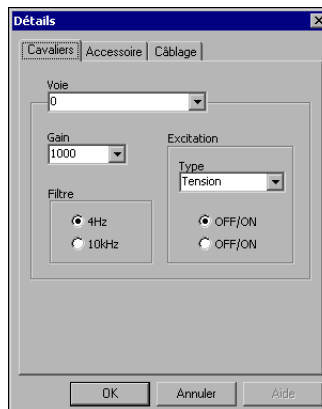 Détails
Cavaliers Accessoire Câblage
Voie
0
Gain
1000
Excitation
Type
Tension
Filtre
4Hz
10kHz
OFF/ON
OFF/ON
OK Annuler Aide